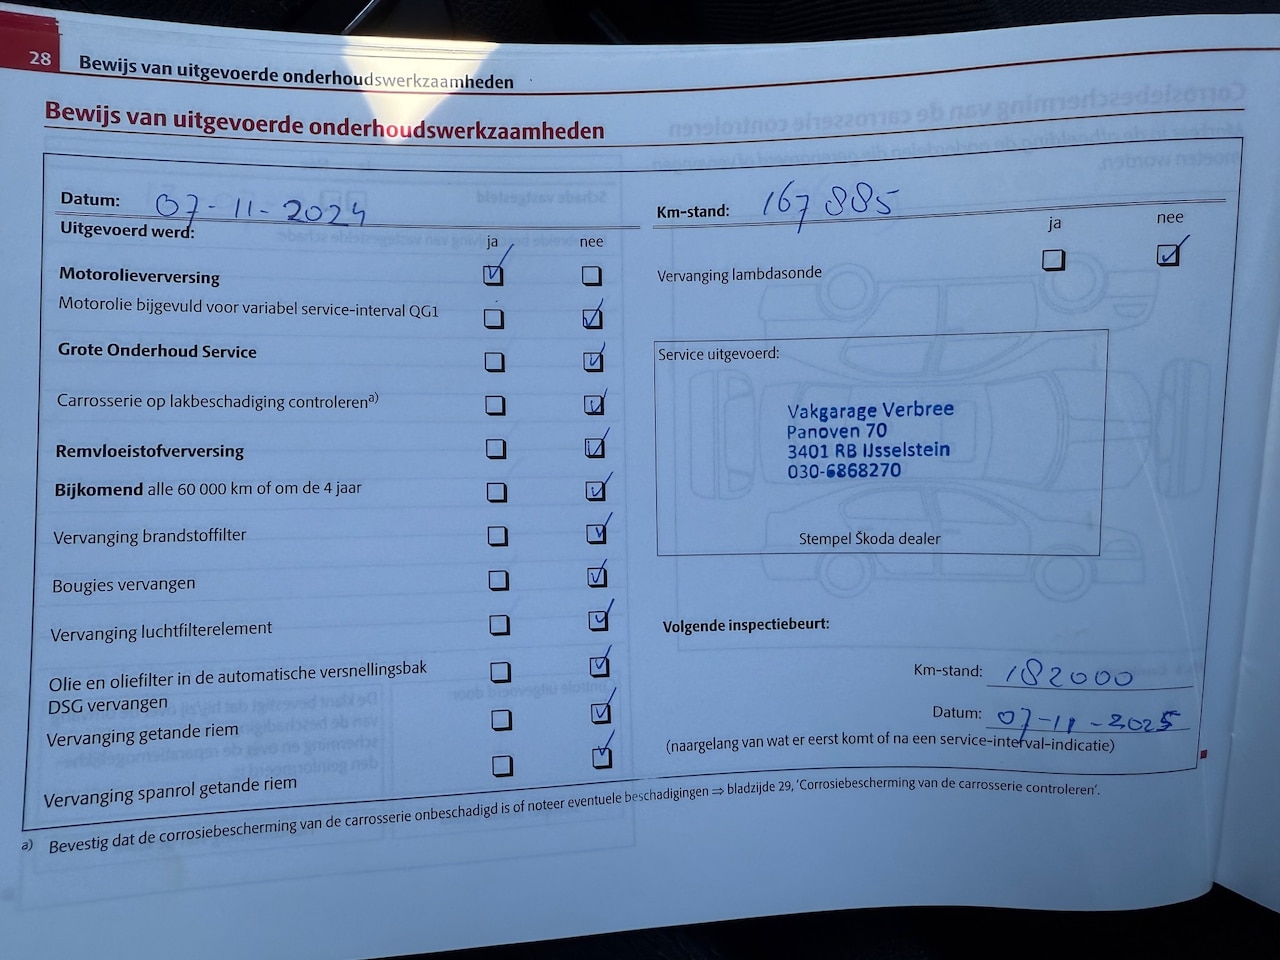 28 Bewijs van uitgevoerde onderhoudswerkzaamheden
Bewijs van uitgevoerde onderhoudswerkzaamheden
Datum: 07-11-2024
Uitgevoerd werd:
ja nee
Motorolieverversing
Motorolie bijgevuld voor variabel service-interval QG1
Grote Onderhoud Service
Carrosserie op lakbeschadiging controleren a)
Remvloeistofverversing
Bijkomend alle 60 000 km of om de 4 jaar
Vervanging brandstoffilter
Bougies vervangen
Vervanging luchtfilterelement
Olie en oliefilter in de automatische versnellingsbak
DSG vervangen
Vervanging getande riem
Vervanging spanrol getande riem
Km-stand: 167885
ja nee
Vervanging lambdasonde
Service uitgevoerd:
Vakgarage Verbree
Panoven 70
3401 RB IJsselstein
030-6868270
Stempel Škoda dealer
Volgende inspectiebeurt:
Km-stand: 182000
Datum: 07-11-2025
(naargelang van wat er eerst komt of na een service-interval-indicatie)
a) Bevestig dat de corrosiebescherming van de carrosserie onbeschadigd is of noteer eventuele beschadigingen ⇒ bladzijde 29, 'Corrosiebescherming van de carrosserie controleren'.